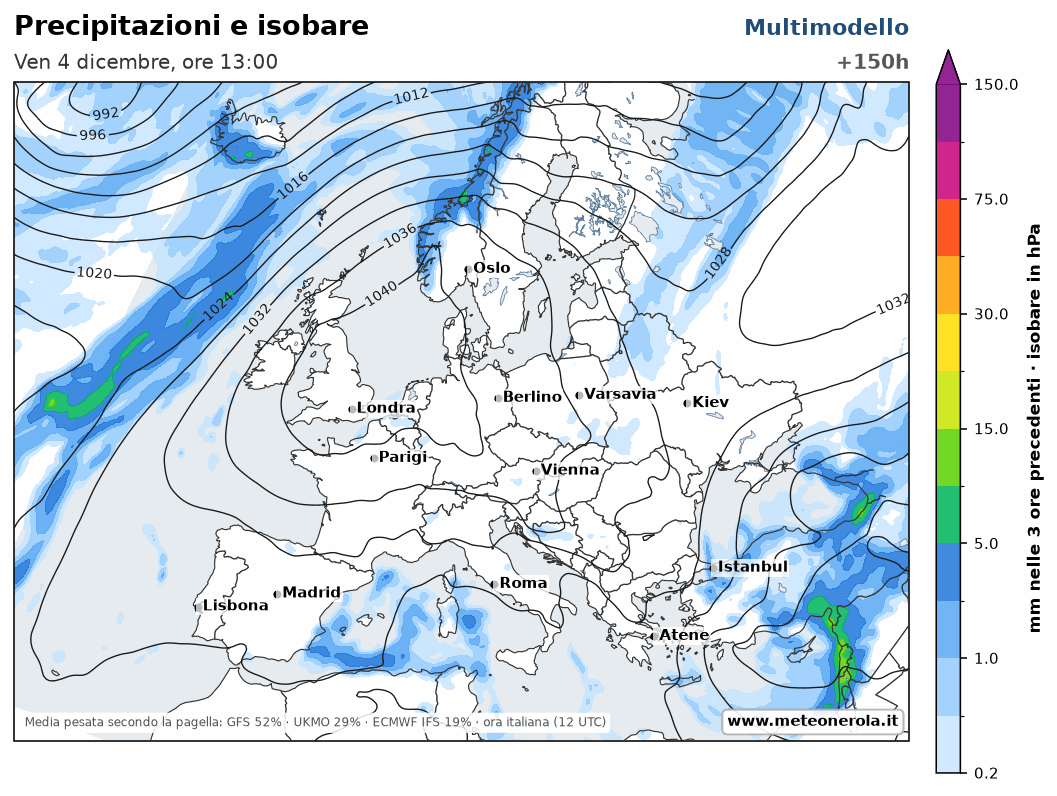 Precipitazioni e isobare
Multimodello
Ven 4 dicembre, ore 13:00
+150h
992
996
1012
1016
1020
1024
1028
1032
1032
1036
1040
Oslo
Berlino
Varsavia
Kiev
Londra
Parigi
Vienna
Istanbul
Madrid
Lisbona
Roma
Atene
Media pesata secondo la pagella: GFS 52% · UKMO 29% · ECMWF IFS 19% · ora italiana (12 UTC)
www.meteonerola.it
150.0
75.0
30.0
15.0
5.0
1.0
0.2
mm nelle 3 ore precedenti · isobare in hPa